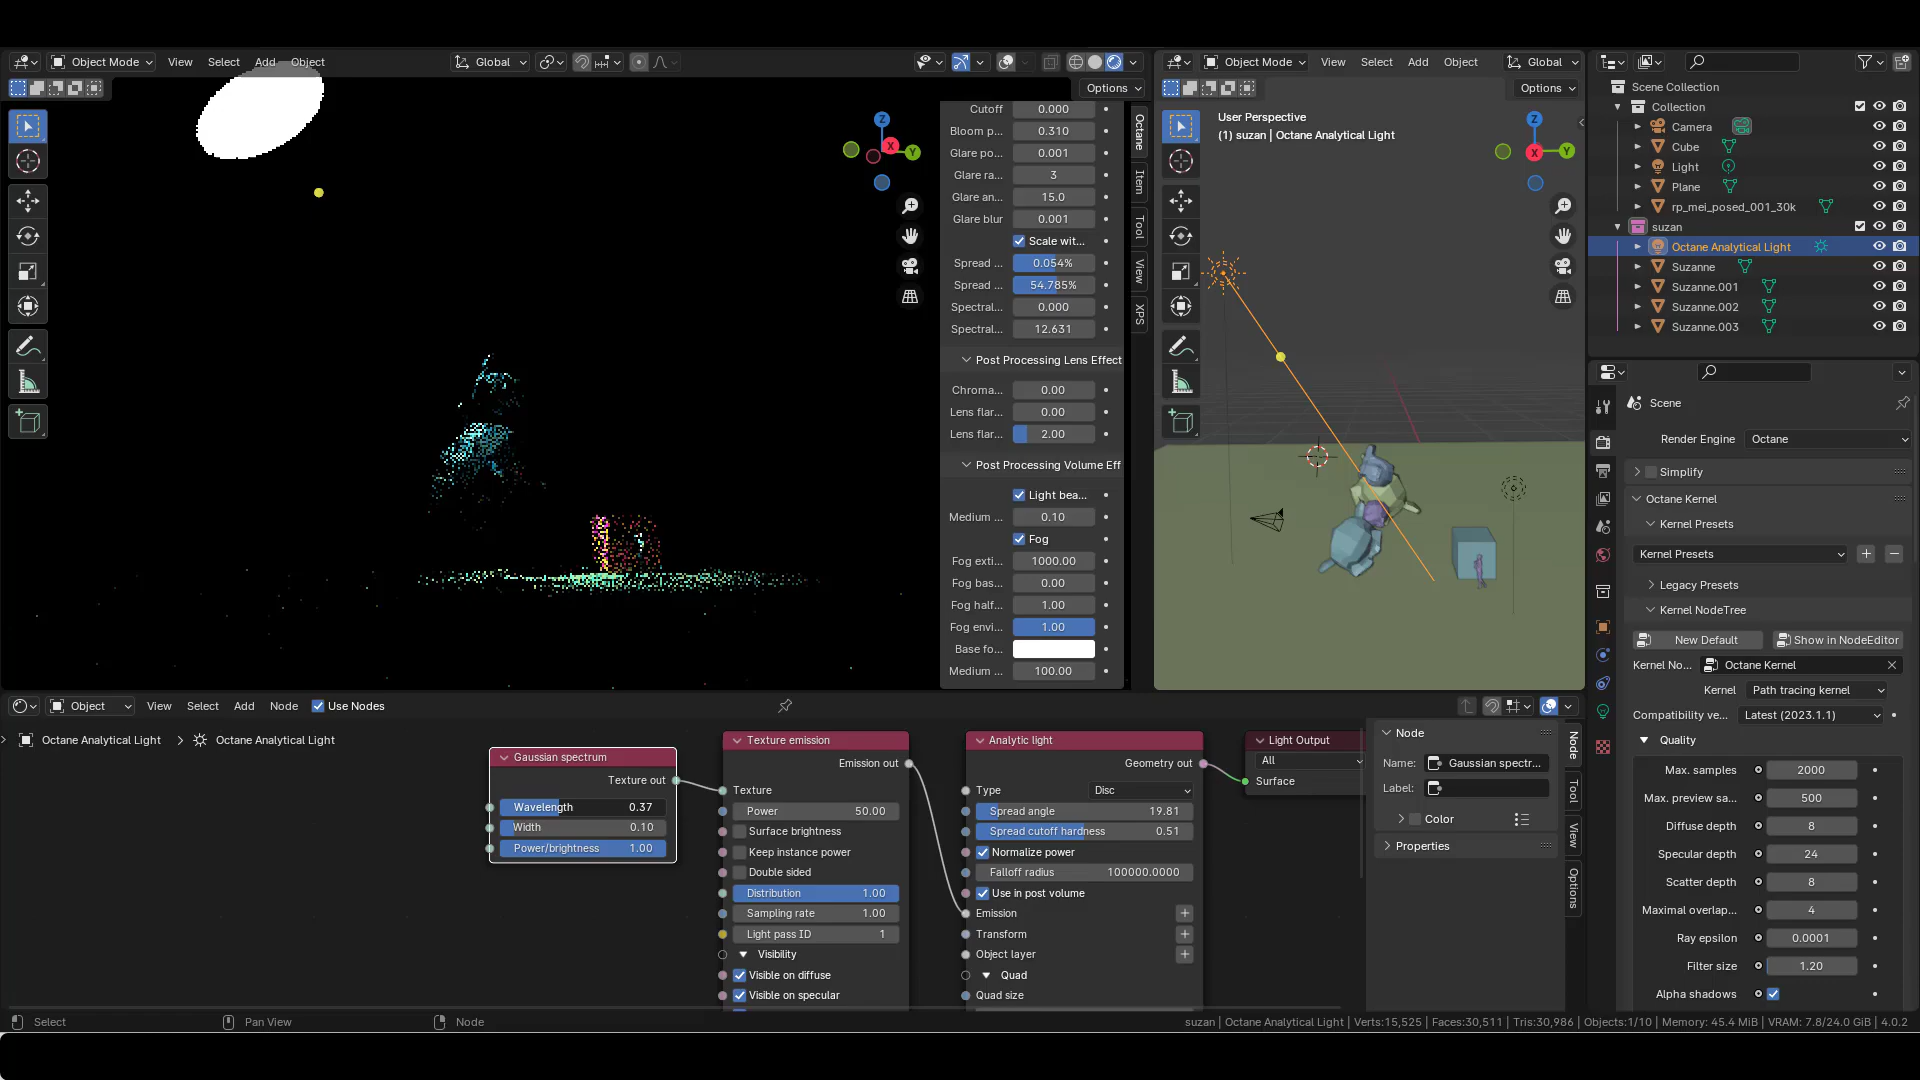 Object Mode
View
Select
Add
Object
Global
Options
Cutoff 0.000
Bloom p... 0.310
Glare po... 0.001
Glare ra... 3
Glare an... 15.0
Glare blur 0.001
Scale wit...
Spread ... 0.054%
Spread ... 54.785%
Spectral... 0.000
Spectral... 12.631
Post Processing Lens Effect
Chroma... 0.00
Lens flar... 0.00
Lens flar... 2.00
Post Processing Volume Eff
Light bea...
Medium ... 0.10
Fog
Fog exti... 1000.00
Fog bas... 0.00
Fog half... 1.00
Fog envi... 1.00
Base fo...
Medium ... 100.00
Octane
Item
Tool
View
XPS
Z
X
Y
Object Mode
View
Select
Add
Object
Global
Options
User Perspective
(1) suzan | Octane Analytical Light
Z
X
Y
Scene Collection
Collection
Camera
Cube
Light
Plane
rp_mei_posed_001_30k
suzan
Octane Analytical Light
Suzanne
Suzanne.001
Suzanne.002
Suzanne.003
Scene
Render Engine Octane
Simplify
Octane Kernel
Kernel Presets
Kernel Presets
Legacy Presets
Kernel NodeTree
New Default
Show in NodeEditor
Kernel No... Octane Kernel
Kernel Path tracing kernel
Compatibility ve... Latest (2023.1.1)
Quality
Max. samples 2000
Max. preview sa... 500
Diffuse depth 8
Specular depth 24
Scatter depth 8
Maximal overlap... 4
Ray epsilon 0.0001
Filter size 1.20
Alpha shadows
Object
View
Select
Add
Node
Use Nodes
Octane Analytical Light > Octane Analytical Light
Gaussian spectrum
Texture out
Wavelength 0.37
Width 0.10
Power/brightness 1.00
Texture emission
Emission out
Texture
Power 50.00
Surface brightness
Keep instance power
Double sided
Distribution 1.00
Sampling rate 1.00
Light pass ID 1
Visibility
Visible on diffuse
Visible on specular
Analytic light
Geometry out
Type Disc
Spread angle 19.81
Spread cutoff hardness 0.51
Normalize power
Falloff radius 100000.0000
Use in post volume
Emission
Transform
Object layer
Quad
Quad size
Light Output
All
Surface
Node
Name: Gaussian spectr...
Label:
Color
Properties
Node
Tool
View
Options
Select
Pan View
Node
suzan | Octane Analytical Light | Verts:15,525 | Faces:30,511 | Tris:30,986 | Objects:1/10 | Memory: 45.4 MiB | VRAM: 7.8/24.0 GiB | 4.0.2